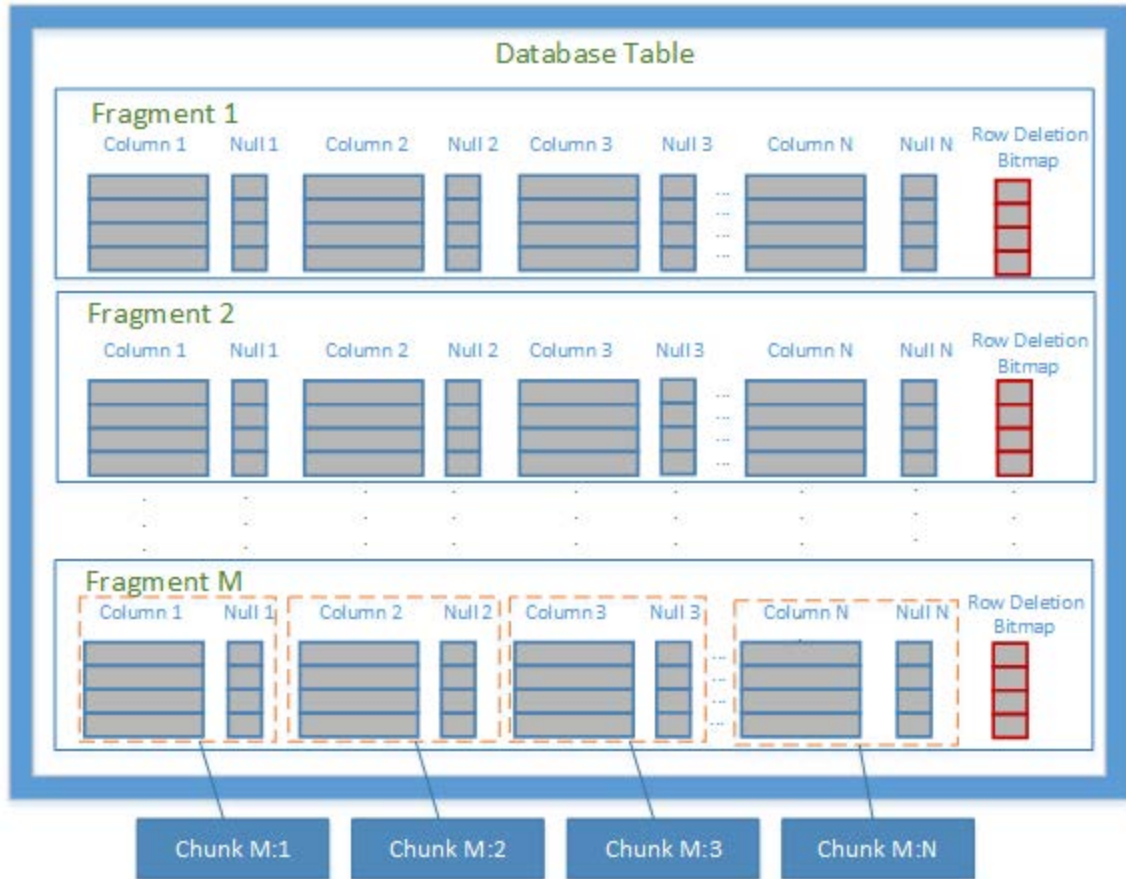 Database Table
Fragment 1
Column 1 Null 1 Column 2 Null 2 Column 3 Null 3 Column N Null N Row Deletion
Bitmap
...
...
...
...
Fragment 2
Column 1 Null 1 Column 2 Null 2 Column 3 Null 3 Column N Null N Row Deletion
Bitmap
...
...
...
...
Fragment M
Column 1 Null 1 Column 2 Null 2 Column 3 Null 3 Column N Null N Row Deletion
Bitmap
...
...
...
...
Chunk M:1 Chunk M:2 Chunk M:3 Chunk M:N